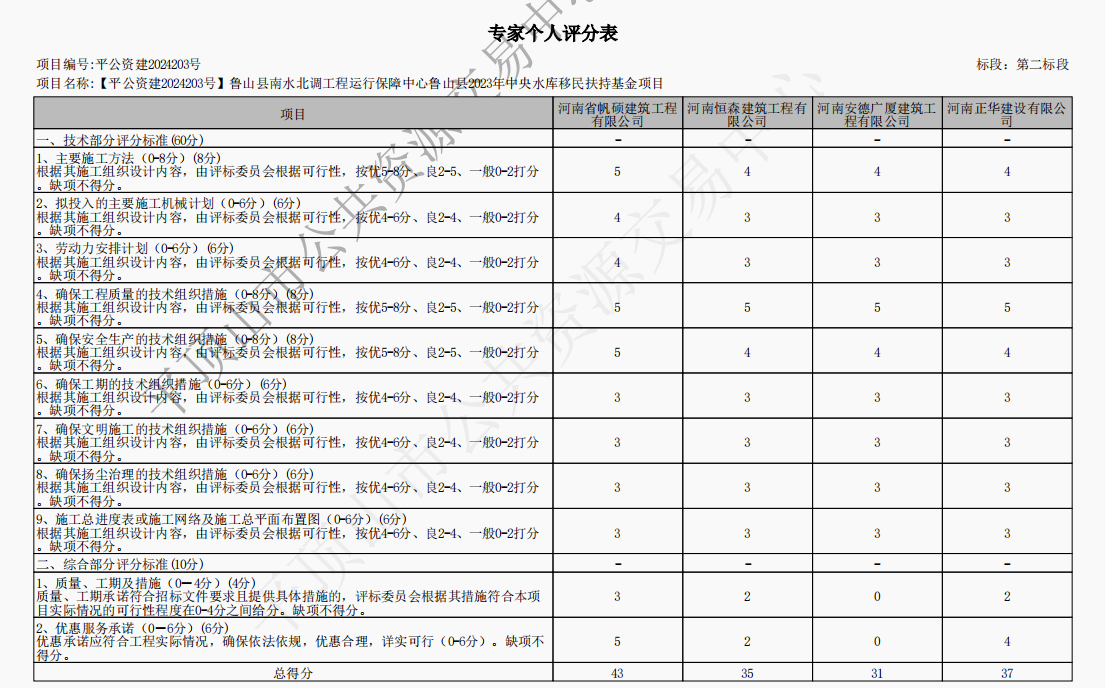 专家个人评分表
项目编号:平公资建2024203号
标段：第二标段
项目名称:【平公资建2024203号】鲁山县南水北调工程运行保障中心鲁山县2023年中央水库移民扶持基金项目
项目 河南省帆硕建筑工程有限公司 河南恒森建筑工程有限公司 河南安德广厦建筑工程有限公司 河南正华建设有限公司
一、技术部分评分标准(60分) - - - -
1、主要施工方法（0-8分）(8分)
根据其施工组织设计内容，由评标委员会根据可行性，按优5-8分、良2-5、一般0-2打分 5 4 4 4
。缺项不得分。
2、拟投入的主要施工机械计划（0-6分）(6分)
根据其施工组织设计内容，由评标委员会根据可行性，按优4-6分、良2-4、一般0-2打分 4 3 3 3
。缺项不得分。
3、劳动力安排计划（0-6分）(6分)
根据其施工组织设计内容，由评标委员会根据可行性，按优4-6分、良2-4、一般0-2打分 4 3 3 3
。缺项不得分。
4、确保工程质量的技术组织措施（0-8分）(8分)
根据其施工组织设计内容，由评标委员会根据可行性，按优5-8分、良2-5、一般0-2打分 5 5 5 5
。缺项不得分。
5、确保安全生产的技术组织措施（0-8分）(8分)
根据其施工组织设计内容，由评标委员会根据可行性，按优5-8分、良2-5、一般0-2打分 5 4 4 4
。缺项不得分。
6、确保工期的技术组织措施（0-6分）(6分)
根据其施工组织设计内容，由评标委员会根据可行性，按优4-6分、良2-4、一般0-2打分 3 3 3 3
。缺项不得分。
7、确保文明施工的技术组织措施（0-6分）(6分)
根据其施工组织设计内容，由评标委员会根据可行性，按优4-6分、良2-4、一般0-2打分 3 3 3 3
。缺项不得分。
8、确保扬尘治理的技术组织措施（0-6分）(6分)
根据其施工组织设计内容，由评标委员会根据可行性，按优4-6分、良2-4、一般0-2打分 3 3 3 3
。缺项不得分。
9、施工总进度表或施工网络及施工总平面布置图（0-6分）(6分)
根据其施工组织设计内容，由评标委员会根据可行性，按优4-6分、良2-4、一般0-2打分 3 3 3 3
。缺项不得分。
二、综合部分评分标准(10分) - - - -
1、质量、工期及措施（0—4分）(4分)
质量、工期承诺符合招标文件要求且提供具体措施的，评标委员会根据其措施符合本项 3 2 0 2
目实际情况的可行性程度在0-4分之间给分。缺项不得分。
2、优惠服务承诺（0—6分）(6分)
优惠承诺应符合工程实际情况，确保依法依规，优惠合理，详实可行（0-6分）。缺项不 5 2 0 4
得分。
总得分 43 35 31 37
平顶山市公共资源交易中心
平顶山市公共资源交易中心